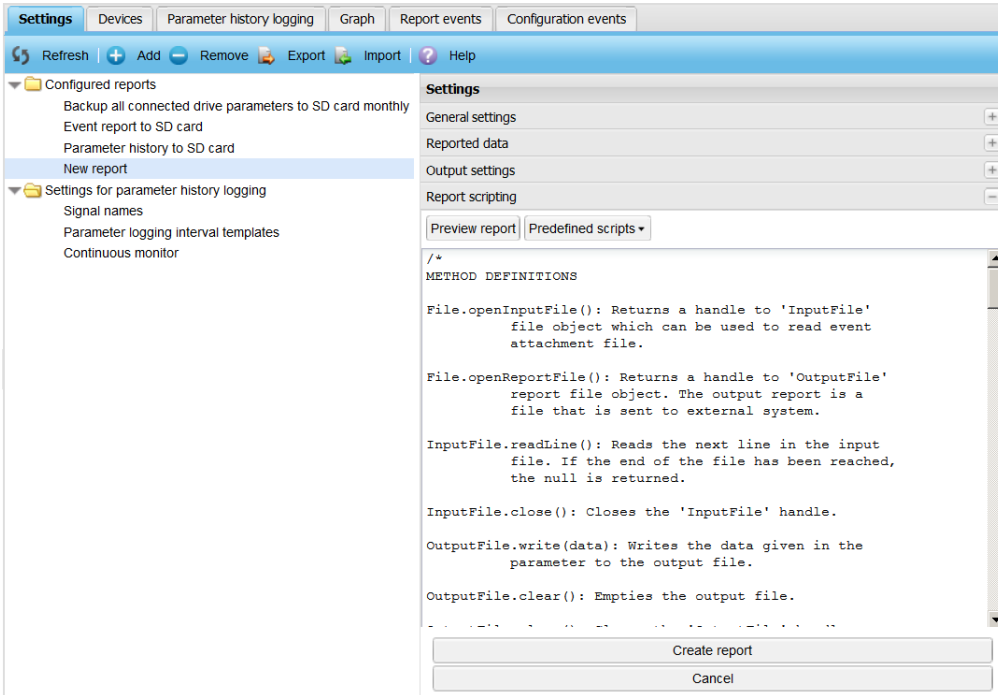 Settings Devices Parameter history logging Graph Report events Configuration events
Refresh Add Remove Export Import Help
Configured reports
Backup all connected drive parameters to SD card monthly
Event report to SD card
Parameter history to SD card
New report
Settings for parameter history logging
Signal names
Parameter logging interval templates
Continuous monitor
Settings
General settings
Reported data
Output settings
Report scripting
Preview report Predefined scripts
/*
METHOD DEFINITIONS
File.openInputFile(): Returns a handle to 'InputFile'
file object which can be used to read event
attachment file.
File.openReportFile(): Returns a handle to 'OutputFile'
report file object. The output report is a
file that is sent to external system.
InputFile.readLine(): Reads the next line in the input
file. If the end of the file has been reached,
the null is returned.
InputFile.close(): Closes the 'InputFile' handle.
OutputFile.write(data): Writes the data given in the
parameter to the output file.
OutputFile.clear(): Empties the output file.
Create report
Cancel